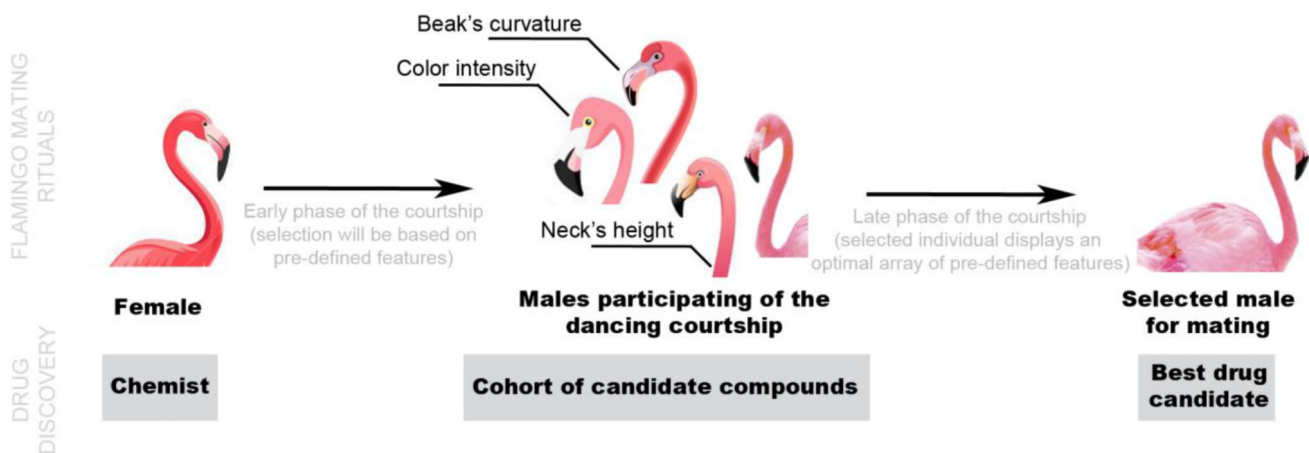 FLAMINGO MATING
RITUALS
Beak's curvature
Color intensity
Early phase of the courtship
(selection will be based on
pre-defined features)
Neck's height
Late phase of the courtship
(selected individual displays an
optimal array of pre-defined features)
Female
Males participating of the
dancing courtship
Selected male
for mating
DRUG
DISCOVERY
Chemist
Cohort of candidate compounds
Best drug
candidate